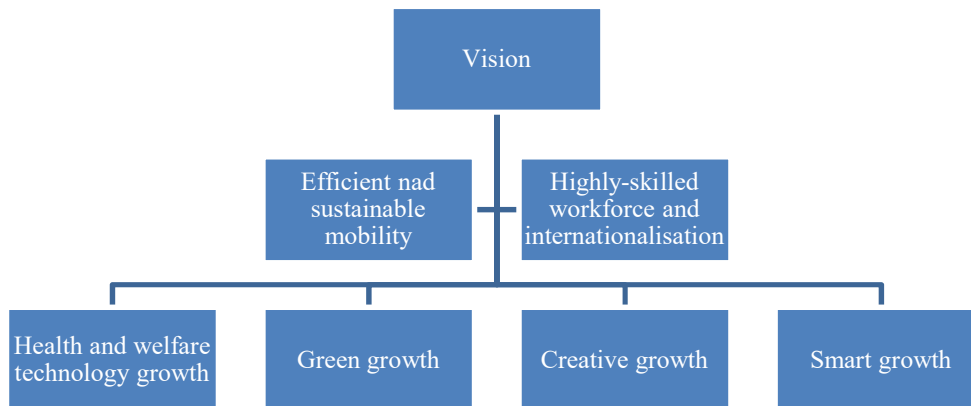 Vision
Efficient nad
sustainable
mobility
Highly-skilled
workforce and
internationalisation
Health and welfare
technology growth
Green growth
Creative growth
Smart growth